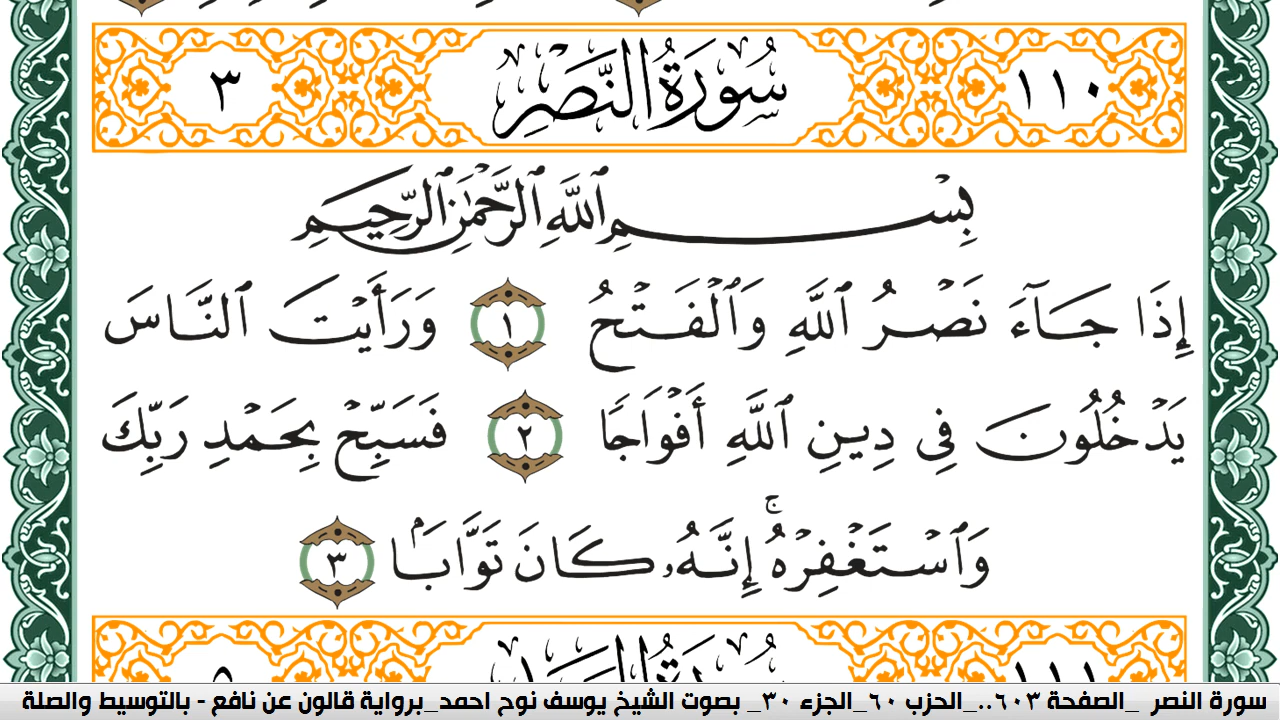 ١١٠ سُورَةُ النَّصْرِ ٣
بِسْمِ ٱللَّهِ ٱلرَّحْمَٰنِ ٱلرَّحِيمِ
إِذَا جَآءَ نَصْرُ ٱللَّهِ وَٱلْفَتْحُ ١ وَرَأَيْتَ ٱلنَّاسَ
يَدْخُلُونَ فِي دِينِ ٱللَّهِ أَفْوَاجًا ٢ فَسَبِّحْ بِحَمْدِ رَبِّكَ
وَٱسْتَغْفِرْهُۚ إِنَّهُۥ كَانَ تَوَّابَۢا ٣
سورة النصر _الصفحة ٦٠٣.._الحزب ٦٠_الجزء ٣٠_ بصوت الشيخ يوسف نوح احمد_برواية قالون عن نافع - بالتوسيط والصلة